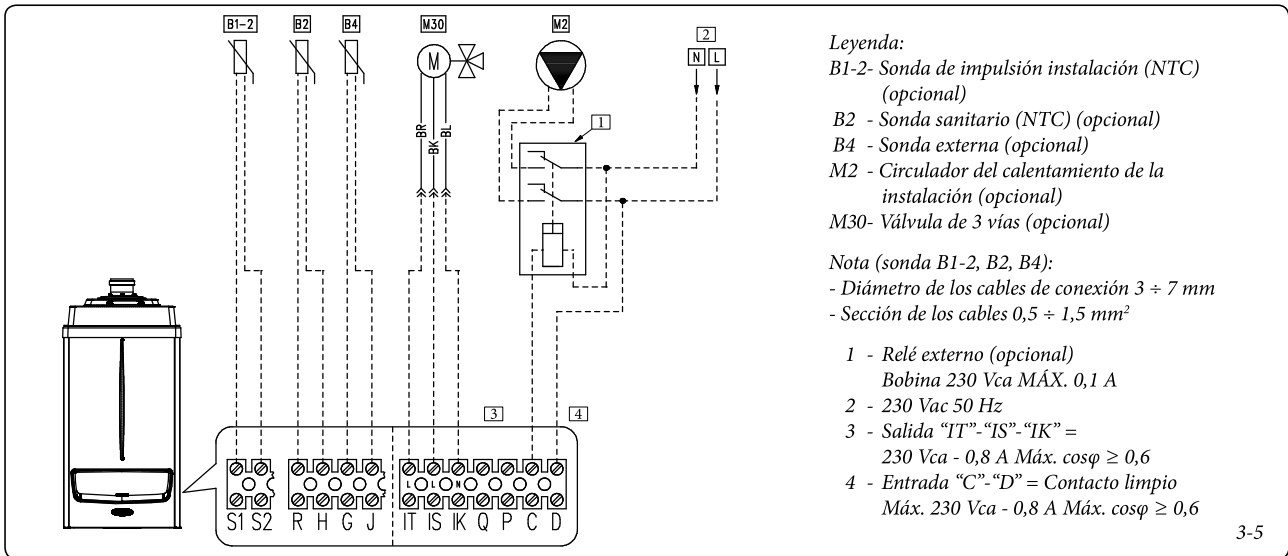 B1-2
B2
B4
M30
M2
2
N L
M
1
BR
BK
BL
3
4
L L N
S1 S2 R H G J IT IS IK Q P C D
Leyenda:
B1-2- Sonda de impulsión instalación (NTC)
(opcional)
B2 - Sonda sanitario (NTC) (opcional)
B4 - Sonda externa (opcional)
M2 - Circulador del calentamiento de la
instalación (opcional)
M30- Válvula de 3 vías (opcional)
Nota (sonda B1-2, B2, B4):
- Diámetro de los cables de conexión 3 ÷ 7 mm
- Sección de los cables 0,5 ÷ 1,5 mm²
1 - Relé externo (opcional)
Bobina 230 Vca MÁX. 0,1 A
2 - 230 Vac 50 Hz
3 - Salida “IT”-“IS”-“IK” =
230 Vca - 0,8 A Máx. cosφ ≥ 0,6
4 - Entrada “C”-“D” = Contacto limpio
Máx. 230 Vca - 0,8 A Máx. cosφ ≥ 0,6
3-5